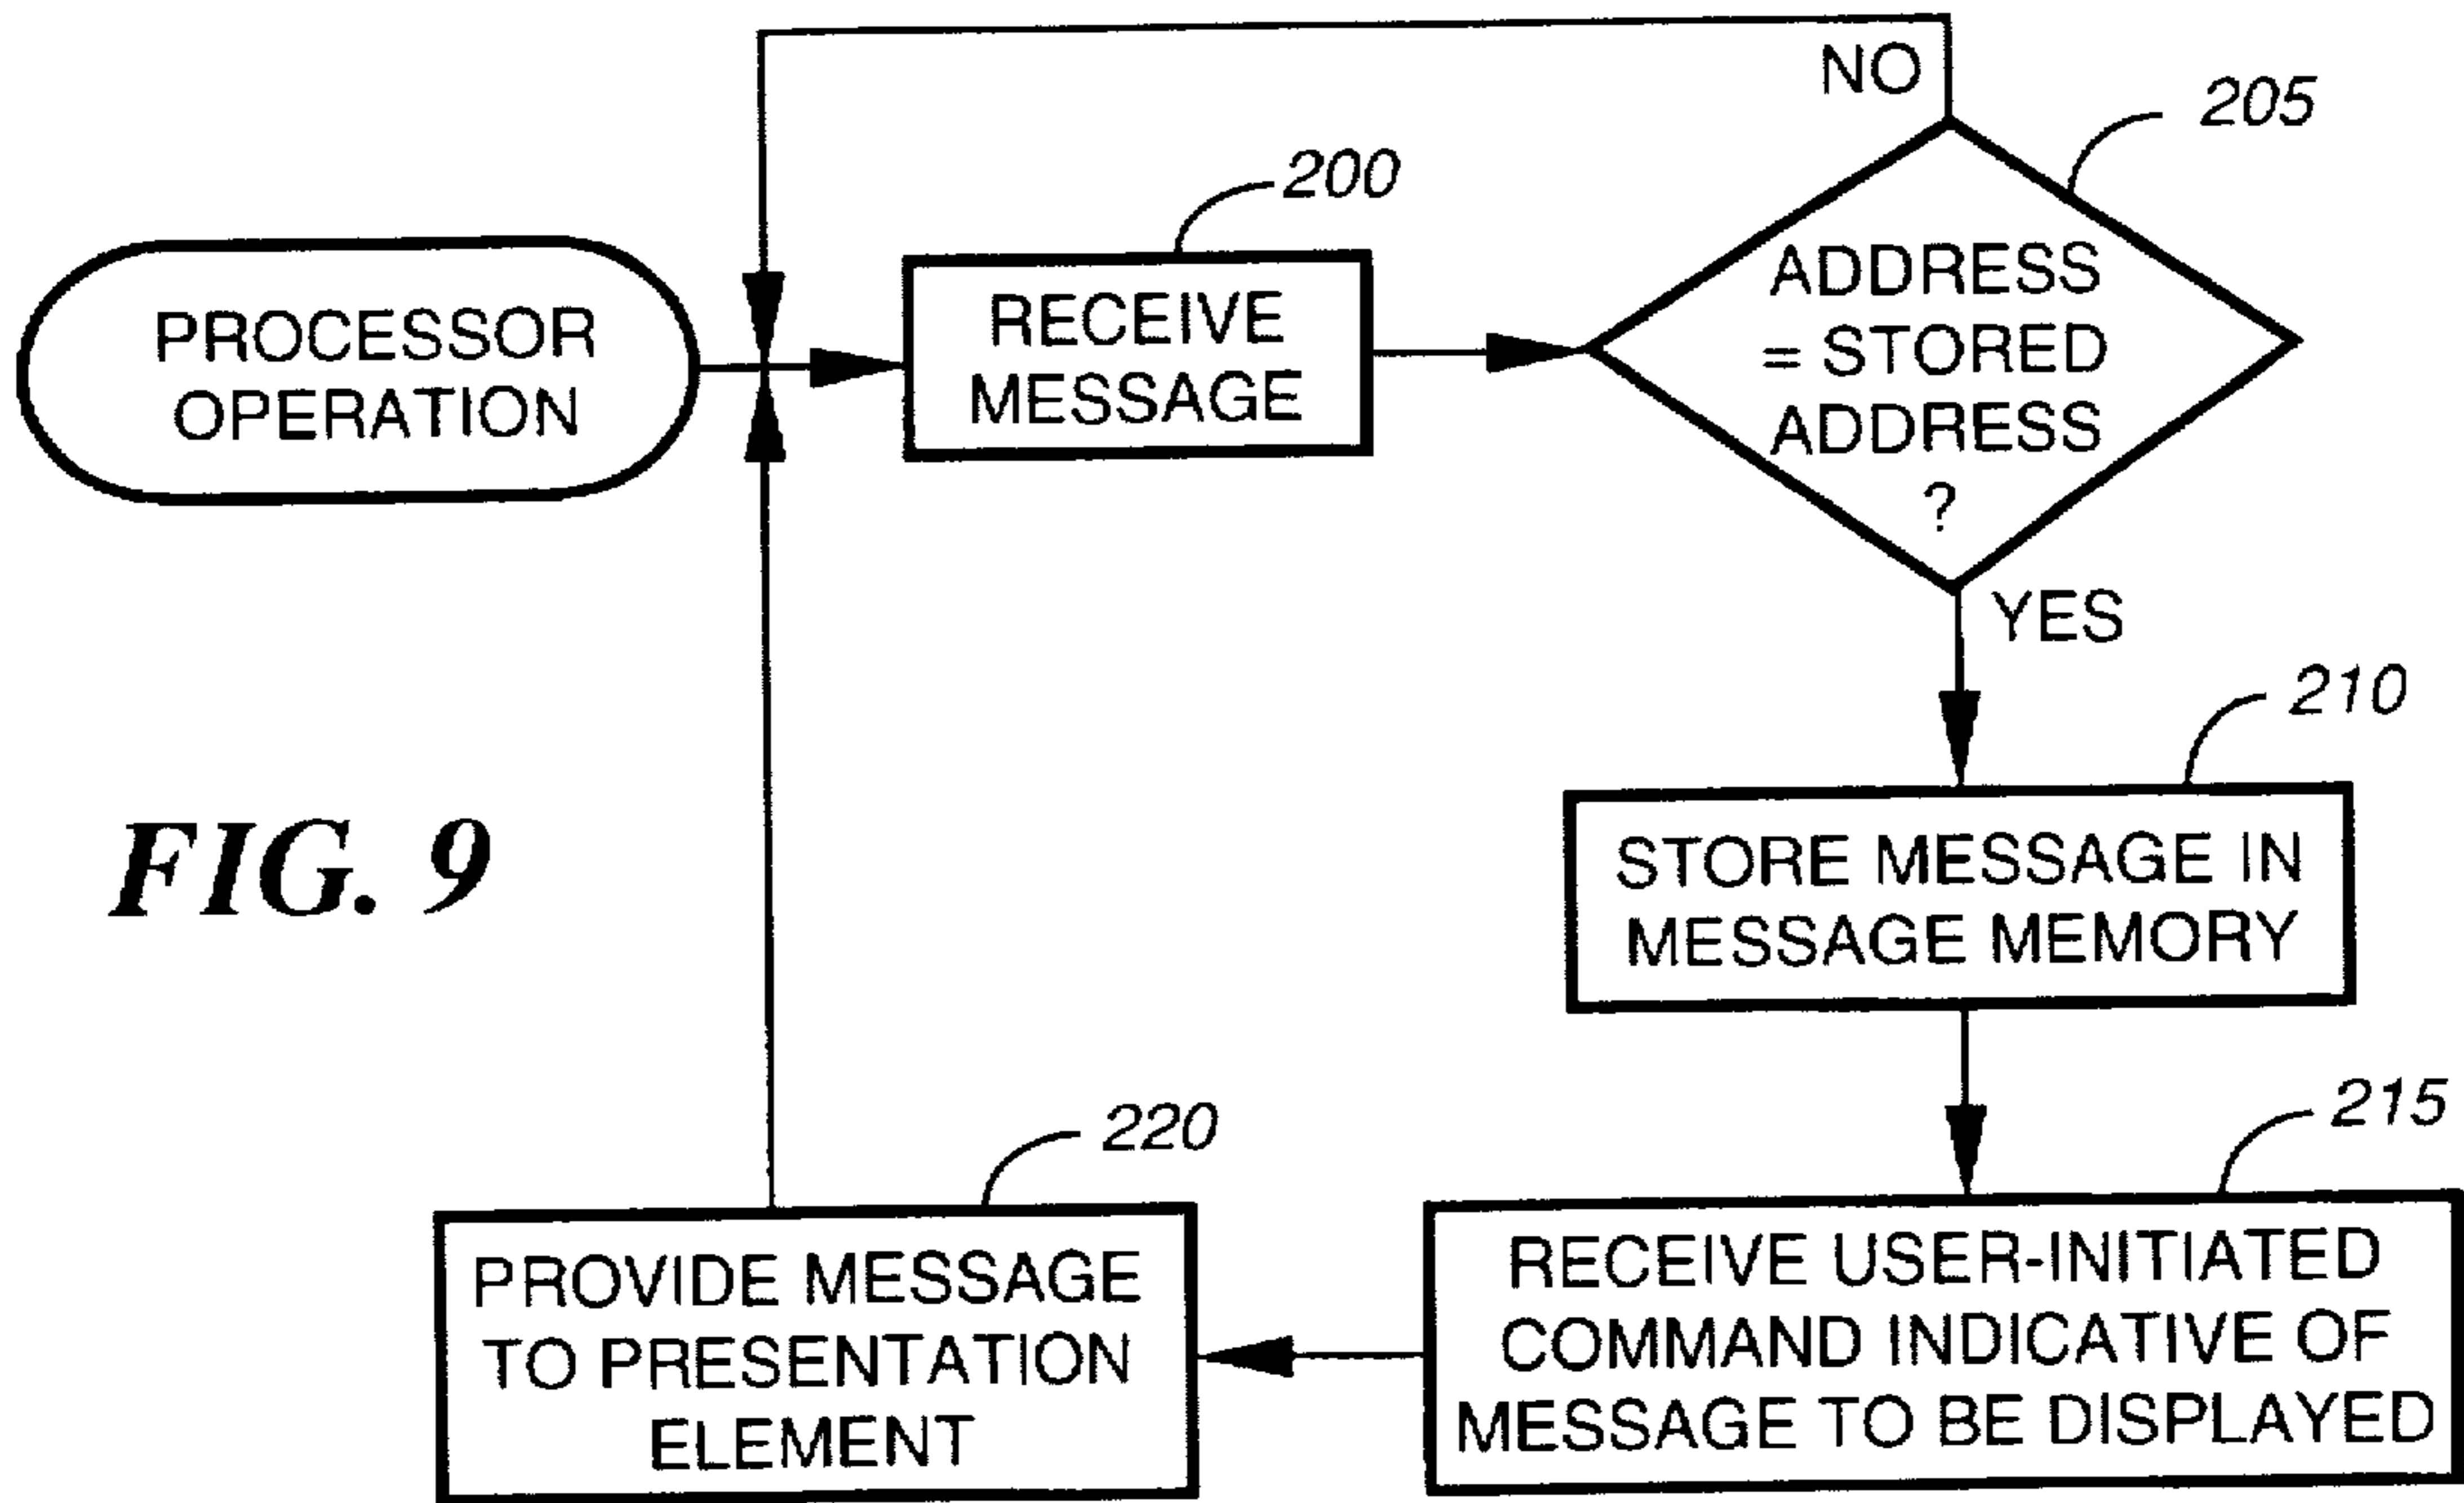 PROCESSOR
OPERATION
200
RECEIVE
MESSAGE
NO
205
ADDRESS
= STORED
ADDRESS
?
YES
210
STORE MESSAGE IN
MESSAGE MEMORY
215
RECEIVE USER-INITIATED
COMMAND INDICATIVE OF
MESSAGE TO BE DISPLAYED
220
PROVIDE MESSAGE
TO PRESENTATION
ELEMENT
FIG. 9